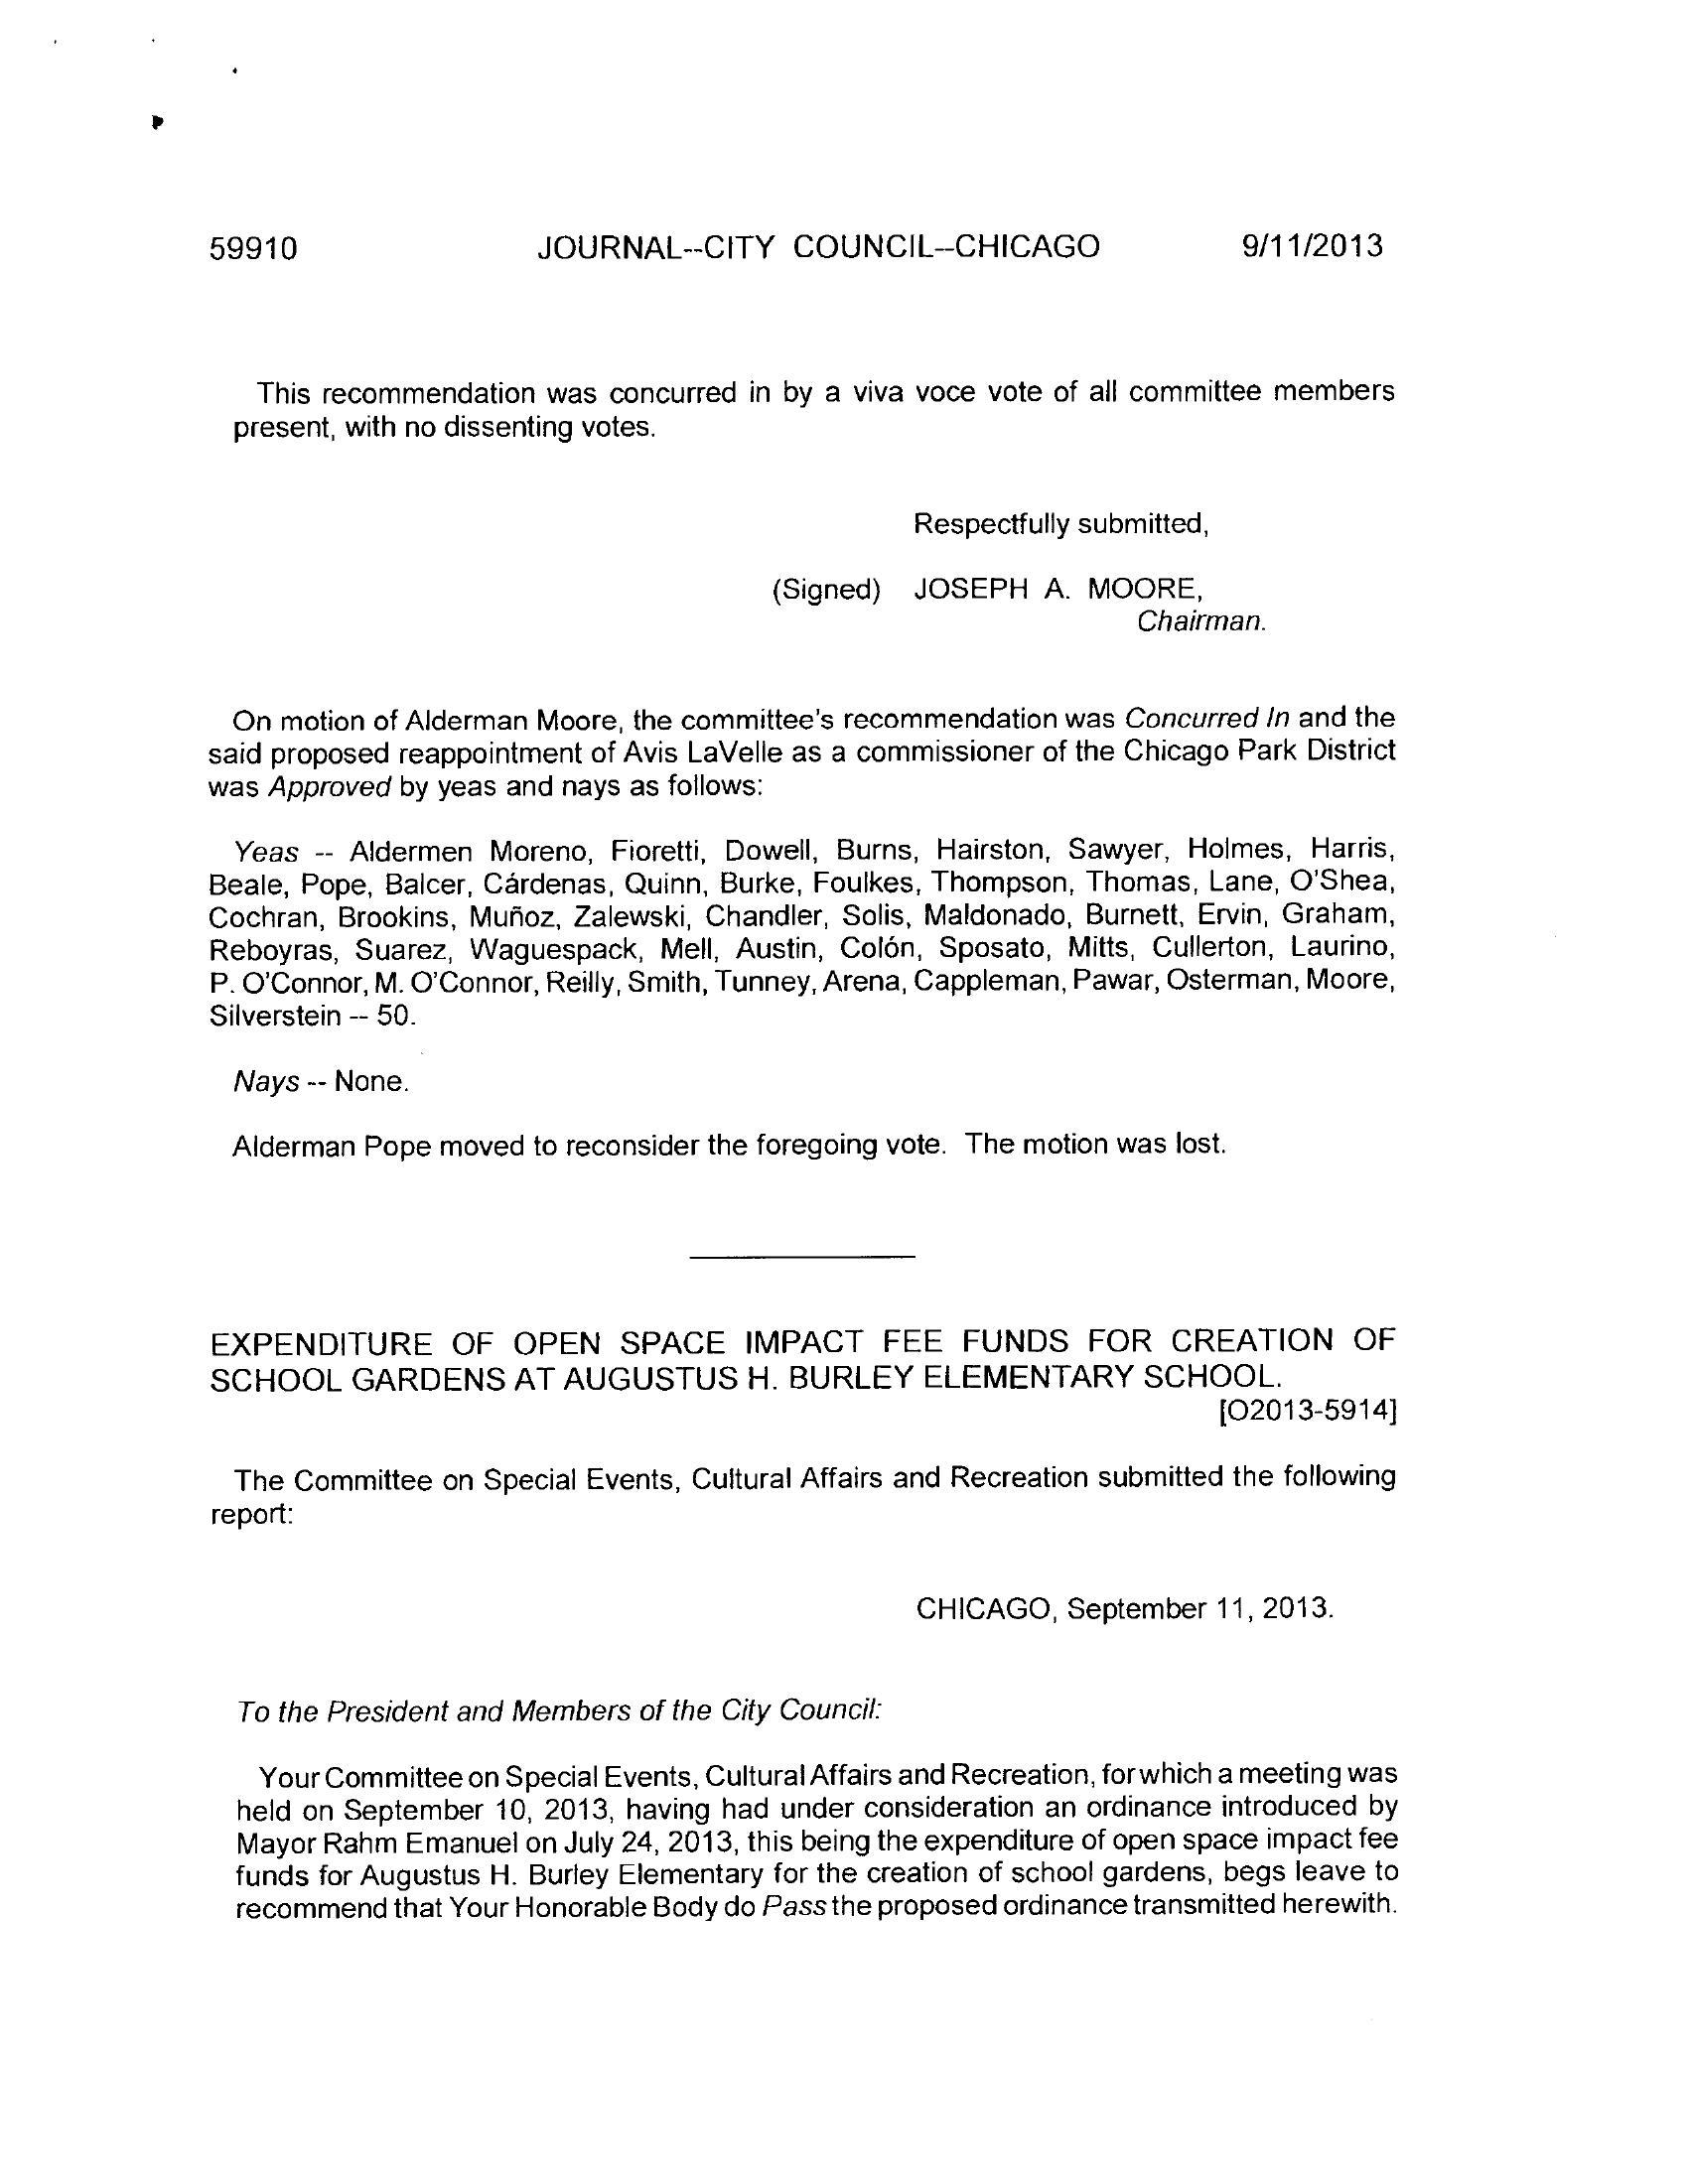 59910 JOURNAL--CITY COUNCIL--CHICAGO 9/11/2013
This recommendation was concurred in by a viva voce vote of all committee members
present, with no dissenting votes.
Respectfully submitted,
(Signed) JOSEPH A. MOORE,
Chairman.
On motion of Alderman Moore, the committee's recommendation was Concurred In and the
said proposed reappointment of Avis LaVelle as a commissioner of the Chicago Park District
was Approved by yeas and nays as follows:
Yeas -- Aldermen Moreno, Fioretti, Dowell, Burns, Hairston, Sawyer, Holmes, Harris,
Beale, Pope, Balcer, Cárdenas, Quinn, Burke, Foulkes, Thompson, Thomas, Lane, O'Shea,
Cochran, Brookins, Muñoz, Zalewski, Chandler, Solis, Maldonado, Burnett, Ervin, Graham,
Reboyras, Suarez, Waguespack, Mell, Austin, Colón, Sposato, Mitts, Cullerton, Laurino,
P. O'Connor, M. O'Connor, Reilly, Smith, Tunney, Arena, Cappleman, Pawar, Osterman, Moore,
Silverstein -- 50.
Nays -- None.
Alderman Pope moved to reconsider the foregoing vote. The motion was lost.
EXPENDITURE OF OPEN SPACE IMPACT FEE FUNDS FOR CREATION OF
SCHOOL GARDENS AT AUGUSTUS H. BURLEY ELEMENTARY SCHOOL.
[O2013-5914]
The Committee on Special Events, Cultural Affairs and Recreation submitted the following
report:
CHICAGO, September 11, 2013.
To the President and Members of the City Council:
Your Committee on Special Events, Cultural Affairs and Recreation, for which a meeting was
held on September 10, 2013, having had under consideration an ordinance introduced by
Mayor Rahm Emanuel on July 24, 2013, this being the expenditure of open space impact fee
funds for Augustus H. Burley Elementary for the creation of school gardens, begs leave to
recommend that Your Honorable Body do Pass the proposed ordinance transmitted herewith.